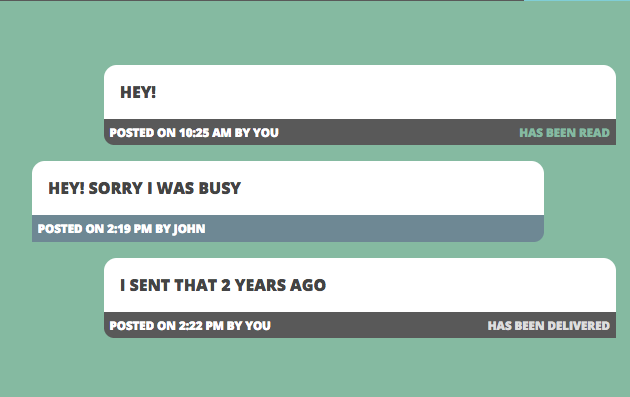 HEY!
POSTED ON 10:25 AM BY YOU HAS BEEN READ
HEY! SORRY I WAS BUSY
POSTED ON 2:19 PM BY JOHN
I SENT THAT 2 YEARS AGO
POSTED ON 2:22 PM BY YOU HAS BEEN DELIVERED